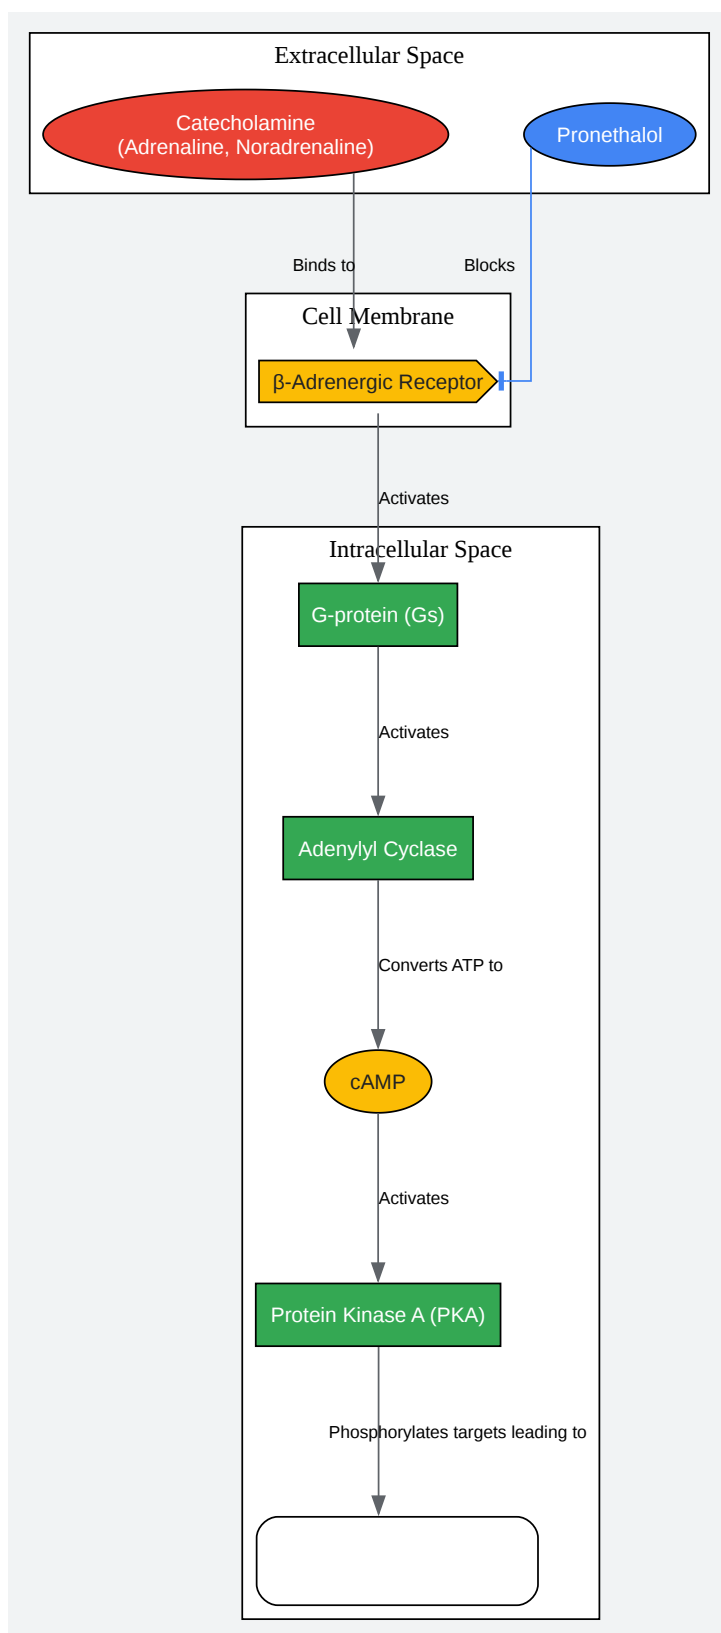 Extracellular Space
Catecholamine
(Adrenaline, Noradrenaline)
Pronethalol
Binds to
Blocks
Cell Membrane
β-Adrenergic Receptor
Activates
Intracellular Space
G-protein (Gs)
Activates
Adenylyl Cyclase
Converts ATP to
cAMP
Activates
Protein Kinase A (PKA)
Phosphorylates targets leading to